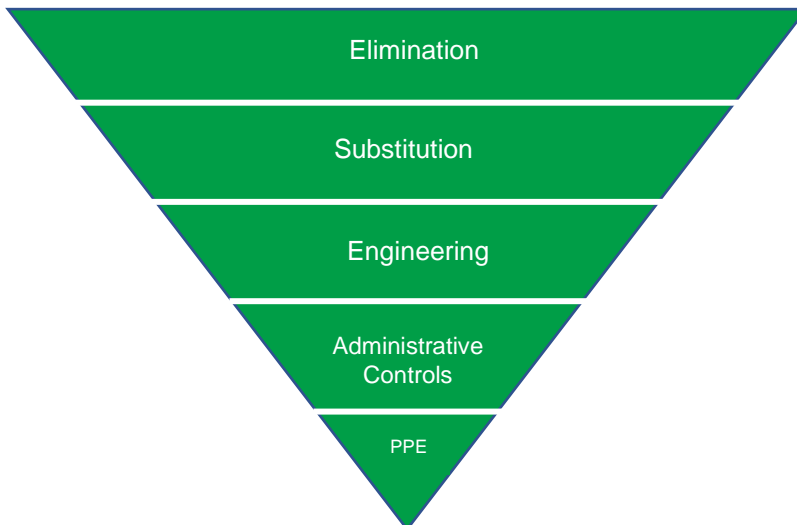 Elimination
Substitution
Engineering
Administrative
Controls
PPE